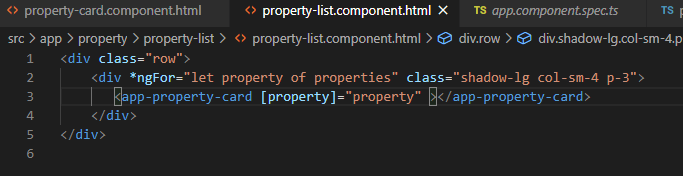 property-card.component.html
property-list.component.html
TS app.component.spec.ts
src > app > property > property-list > property-list.component.html > div.row > div.shadow-lg.col-sm-4.p
1 <div class="row">
2 <div *ngFor="let property of properties" class="shadow-lg col-sm-4 p-3">
3 <app-property-card [property]="property" ></app-property-card>
4 </div>
5 </div>
6